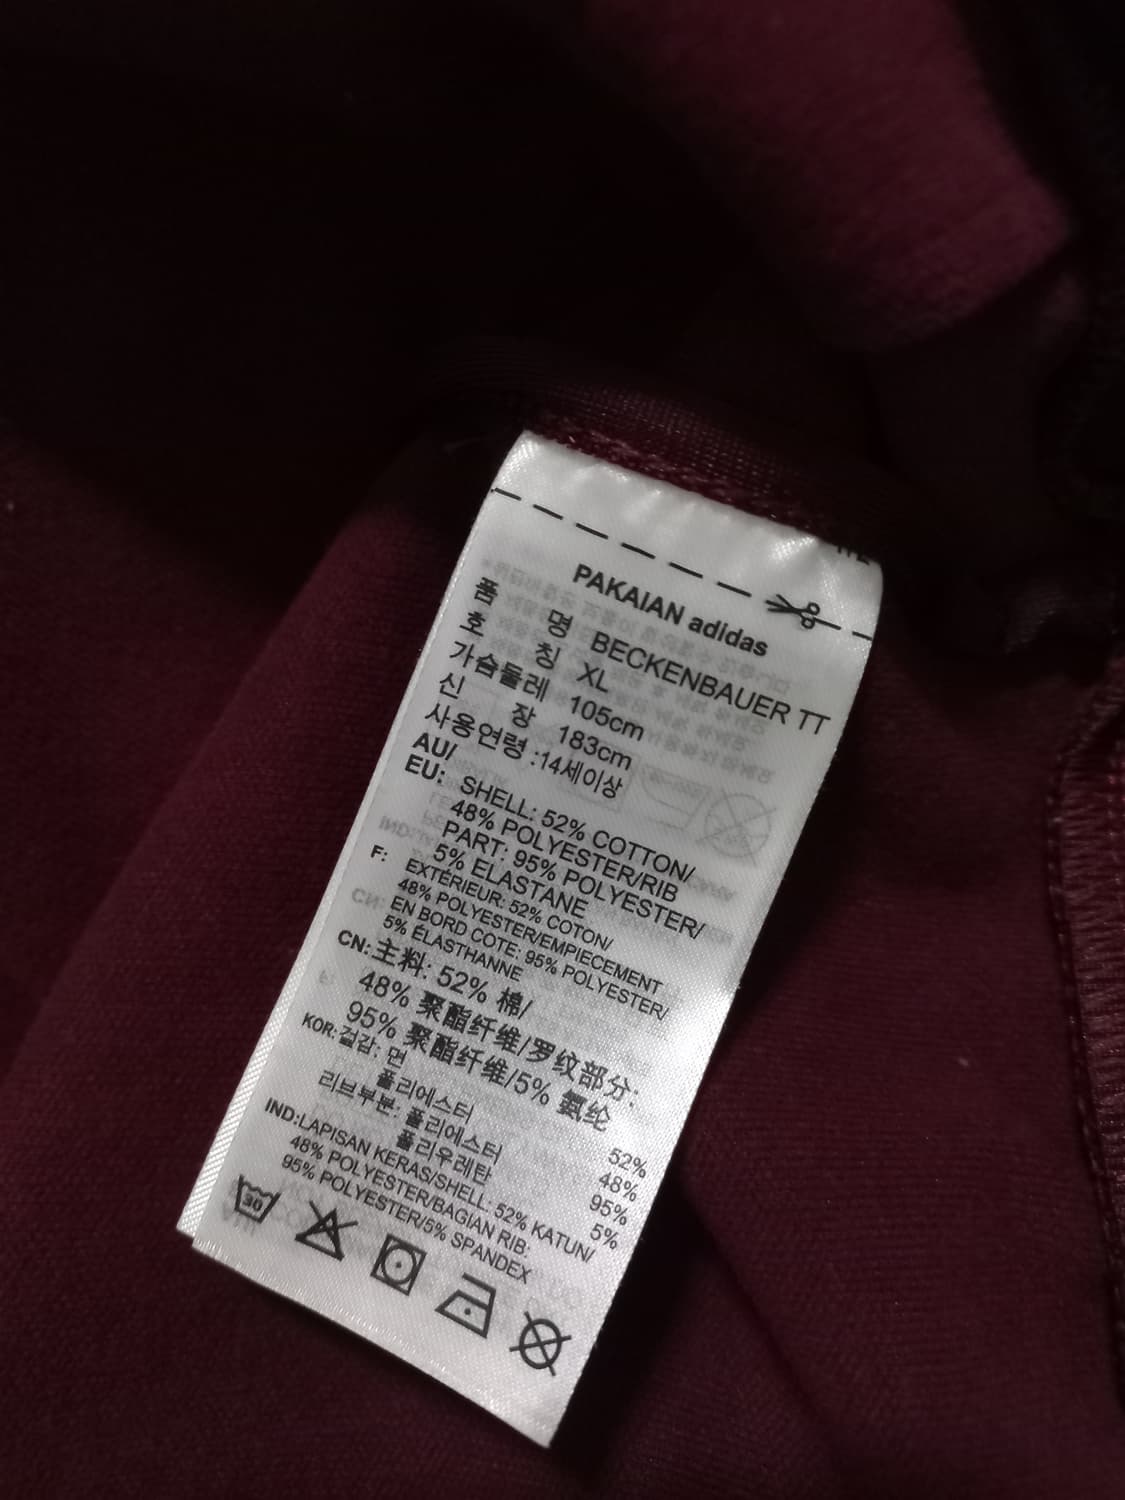 PAKAIAN adidas
품 명 BECKENBAUER TT
호 칭 XL
가슴둘레 105cm
신 장 183cm
사용연령 :14세이상
AU/
EU: SHELL: 52% COTTON/
48% POLYESTER/RIB
PART: 95% POLYESTER/
5% ELASTANE
F: EXTÉRIEUR: 52% COTON/
48% POLYESTER/EMPIECEMENT
EN BORD COTE: 95% POLYESTER/
5% ÉLASTHANNE
CN: 主料: 52% 棉/
48% 聚酯纤维/罗纹部分:
95% 聚酯纤维/5% 氨纶
KOR: 겉감: 면 52%
폴리에스터 48%
리브부분: 폴리에스터 95%
폴리우레탄 5%
IND:LAPISAN KERAS/SHELL: 52% KATUN/
48% POLYESTER/BAGIAN RIB:
95% POLYESTER/5% SPANDEX
30